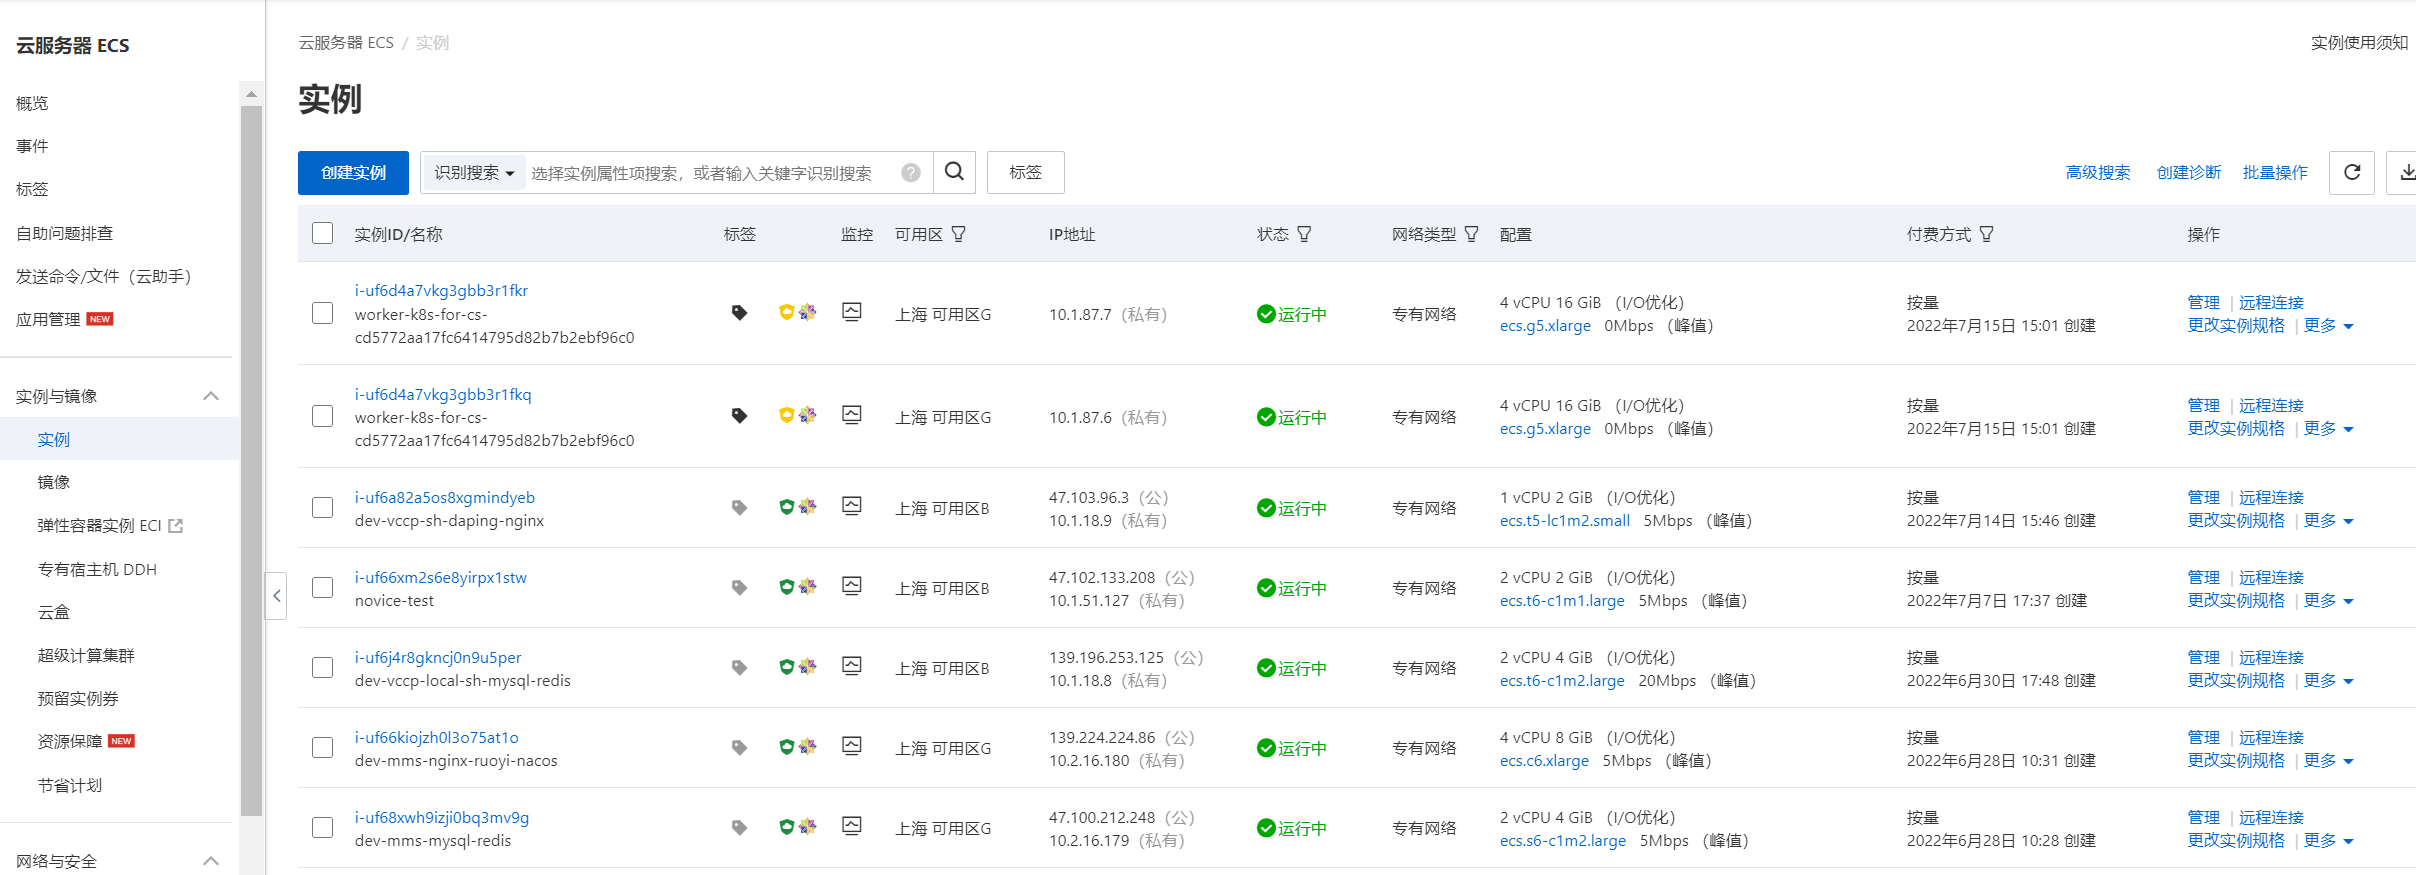 云服务器 ECS
概览
事件
标签
自助问题排查
发送命令/文件（云助手）
应用管理 NEW
实例与镜像
实例
镜像
弹性容器实例 ECI
专有宿主机 DDH
云盒
超级计算集群
预留实例券
资源保障 NEW
节省计划
网络与安全
云服务器 ECS / 实例
实例使用须知
实例
创建实例 识别搜索 选择实例属性项搜索，或者输入关键字识别搜索 ? 标签 高级搜索 创建诊断 批量操作
实例ID/名称 标签 监控 可用区 IP地址 状态 网络类型 配置 付费方式 操作
i-uf6d4a7vkg3gbb3r1fkr
worker-k8s-for-cs-
cd5772aa17fc6414795d82b7b2ebf96c0
上海 可用区G
10.1.87.7（私有）
运行中
专有网络
4 vCPU 16 GiB （I/O优化）
ecs.g5.xlarge 0Mbps （峰值）
按量
2022年7月15日 15:01 创建
管理 | 远程连接
更改实例规格 | 更多
i-uf6d4a7vkg3gbb3r1fkq
worker-k8s-for-cs-
cd5772aa17fc6414795d82b7b2ebf96c0
上海 可用区G
10.1.87.6（私有）
运行中
专有网络
4 vCPU 16 GiB （I/O优化）
ecs.g5.xlarge 0Mbps （峰值）
按量
2022年7月15日 15:01 创建
管理 | 远程连接
更改实例规格 | 更多
i-uf6a82a5os8xgmindyeb
dev-vccp-sh-daping-nginx
上海 可用区B
47.103.96.3（公）
10.1.18.9（私有）
运行中
专有网络
1 vCPU 2 GiB （I/O优化）
ecs.t5-lc1m2.small 5Mbps （峰值）
按量
2022年7月14日 15:46 创建
管理 | 远程连接
更改实例规格 | 更多
i-uf66xm2s6e8yirpx1stw
novice-test
上海 可用区B
47.102.133.208（公）
10.1.51.127（私有）
运行中
专有网络
2 vCPU 2 GiB （I/O优化）
ecs.t6-c1m1.large 5Mbps （峰值）
按量
2022年7月7日 17:37 创建
管理 | 远程连接
更改实例规格 | 更多
i-uf6j4r8gkncj0n9u5per
dev-vccp-local-sh-mysql-redis
上海 可用区B
139.196.253.125（公）
10.1.18.8（私有）
运行中
专有网络
2 vCPU 4 GiB （I/O优化）
ecs.t6-c1m2.large 20Mbps （峰值）
按量
2022年6月30日 17:48 创建
管理 | 远程连接
更改实例规格 | 更多
i-uf66kiojzh0l3o75at1o
dev-mms-nginx-ruoyi-nacos
上海 可用区G
139.224.224.86（公）
10.2.16.180（私有）
运行中
专有网络
4 vCPU 8 GiB （I/O优化）
ecs.c6.xlarge 5Mbps （峰值）
按量
2022年6月28日 10:31 创建
管理 | 远程连接
更改实例规格 | 更多
i-uf68xwh9izji0bq3mv9g
dev-mms-mysql-redis
上海 可用区G
47.100.212.248（公）
10.2.16.179（私有）
运行中
专有网络
2 vCPU 4 GiB （I/O优化）
ecs.s6-c1m2.large 5Mbps （峰值）
按量
2022年6月28日 10:28 创建
管理 | 远程连接
更改实例规格 | 更多